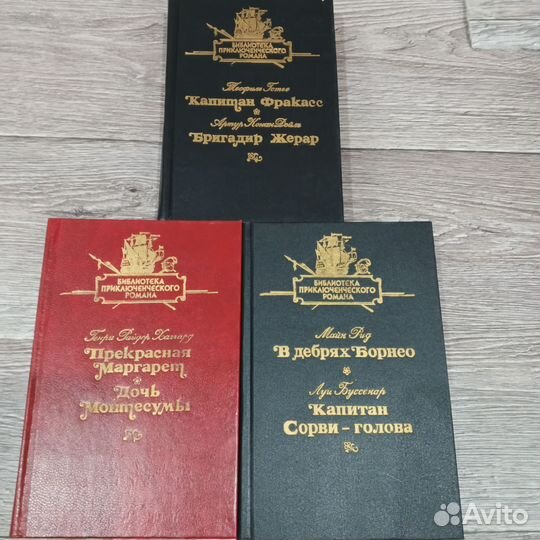 БИБЛИОТЕКА
ПРИКЛЮЧЕНЧЕСКОГО
РОМАНА
Теофиль Готье
Капитан Фракасс
Артур Конан Дойль
Бригадир Жерар
БИБЛИОТЕКА
ПРИКЛЮЧЕНЧЕСКОГО
РОМАНА
Генри Райдер Хаггард
Прекрасная
Маргарет
Дочь
Монтесумы
БИБЛИОТЕКА
ПРИКЛЮЧЕНЧЕСКОГО
РОМАНА
Майн Рид
В дебрях Борнео
Луи Буссенар
Капитан
Сорви-голова
Avito